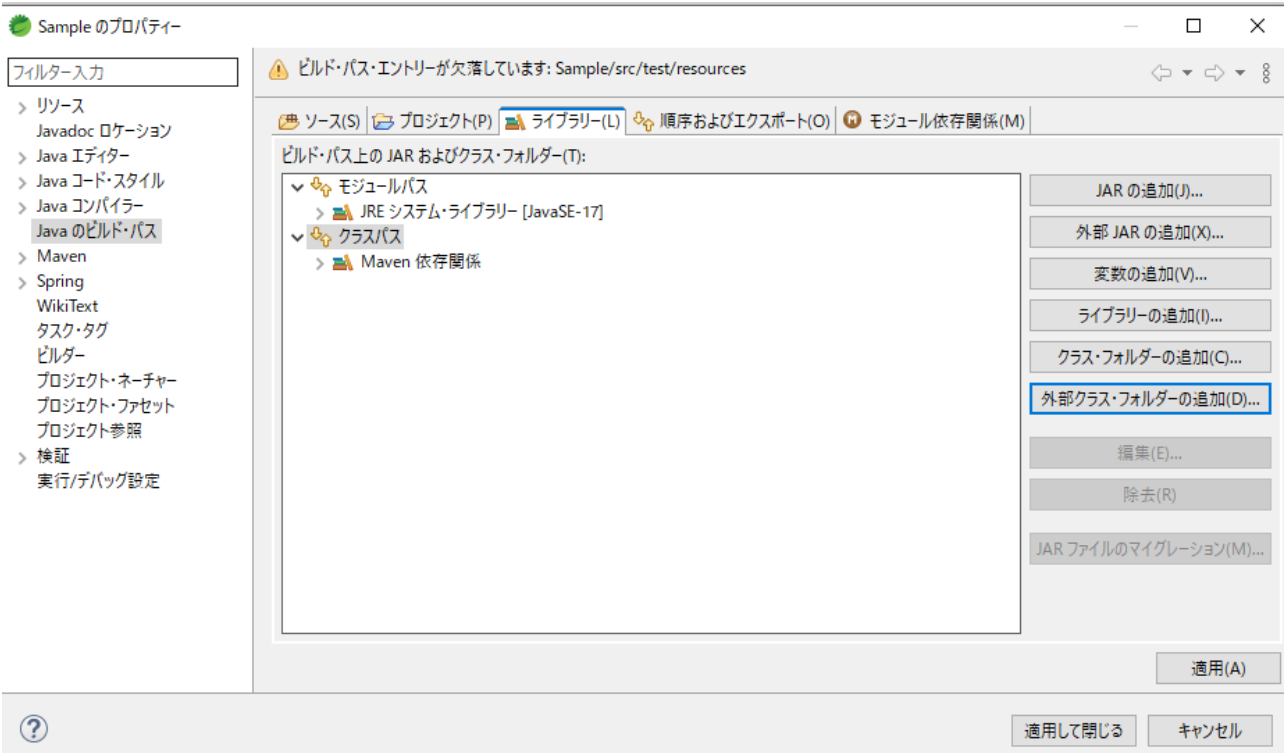 Sample のプロパティー
フィルター入力
リソース
Javadoc ロケーション
Java エディター
Java コード・スタイル
Java コンパイラー
Java のビルド・パス
Maven
Spring
WikiText
タスク・タグ
ビルダー
プロジェクト・ネーチャー
プロジェクト・ファセット
プロジェクト参照
検証
実行/デバッグ設定
ビルド・パス・エントリーが欠落しています: Sample/src/test/resources
ソース(S) プロジェクト(P) ライブラリー(L) 順序およびエクスポート(O) モジュール依存関係(M)
ビルド・パス上の JAR およびクラス・フォルダー(T):
モジュールパス
JRE システム・ライブラリー [JavaSE-17]
クラスパス
Maven 依存関係
JAR の追加(J)...
外部 JAR の追加(X)...
変数の追加(V)...
ライブラリーの追加(I)...
クラス・フォルダーの追加(C)...
外部クラス・フォルダーの追加(D)...
編集(E)...
除去(R)
JAR ファイルのマイグレーション(M)...
適用(A)
適用して閉じる
キャンセル